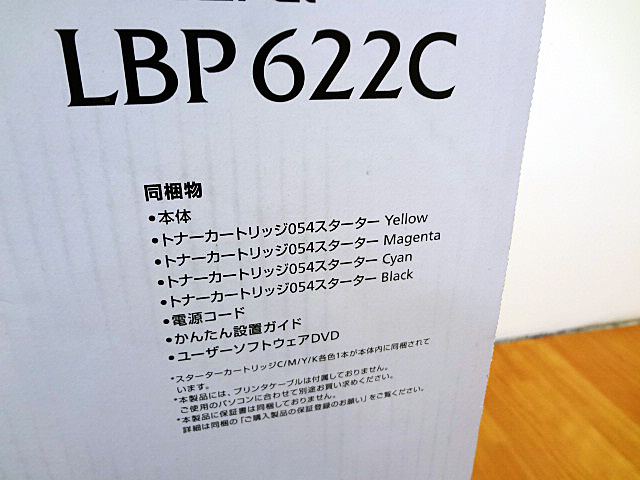 LBP622C
同梱物
•本体
•トナーカートリッジ054スターター Yellow
•トナーカートリッジ054スターター Magenta
•トナーカートリッジ054スターター Cyan
•トナーカートリッジ054スターター Black
•電源コード
•かんたん設置ガイド
•ユーザーソフトウェアDVD
*スターターカートリッジC/M/Y/K各色1本が本体内に同梱されて
います。
*本製品には、プリンタケーブルは付属しておりません。
ご使用のパソコンに合わせて別途お買い求めください。
*本製品に保証書は同梱しておりません。
詳細は同梱の「ご購入製品の保証登録のお願い」をご覧ください。